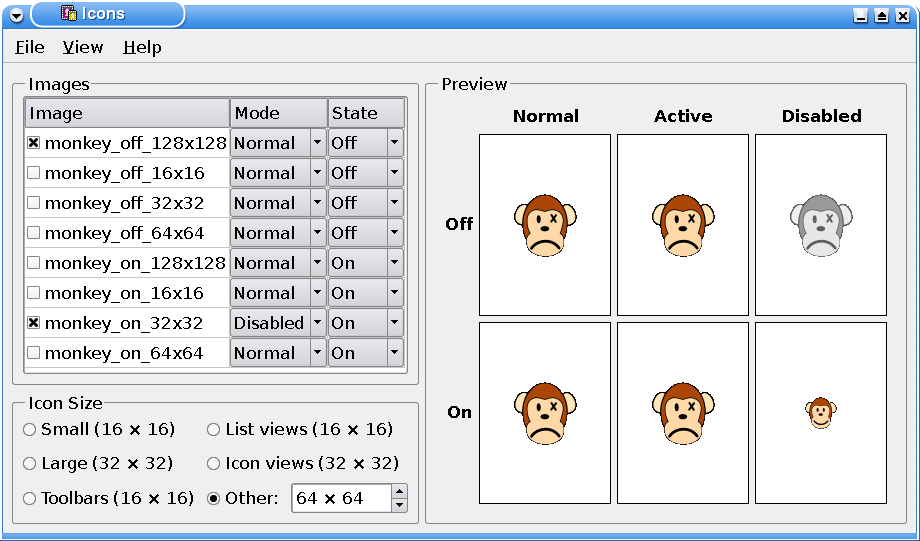 Icons
File View Help
Images
Image Mode State
monkey_off_128x128 Normal Off
monkey_off_16x16 Normal Off
monkey_off_32x32 Normal Off
monkey_off_64x64 Normal Off
monkey_on_128x128 Normal On
monkey_on_16x16 Normal On
monkey_on_32x32 Disabled On
monkey_on_64x64 Normal On
Icon Size
Small (16 × 16) List views (16 × 16)
Large (32 × 32) Icon views (32 × 32)
Toolbars (16 × 16) Other: 64 × 64
Preview
Normal Active Disabled
Off
On